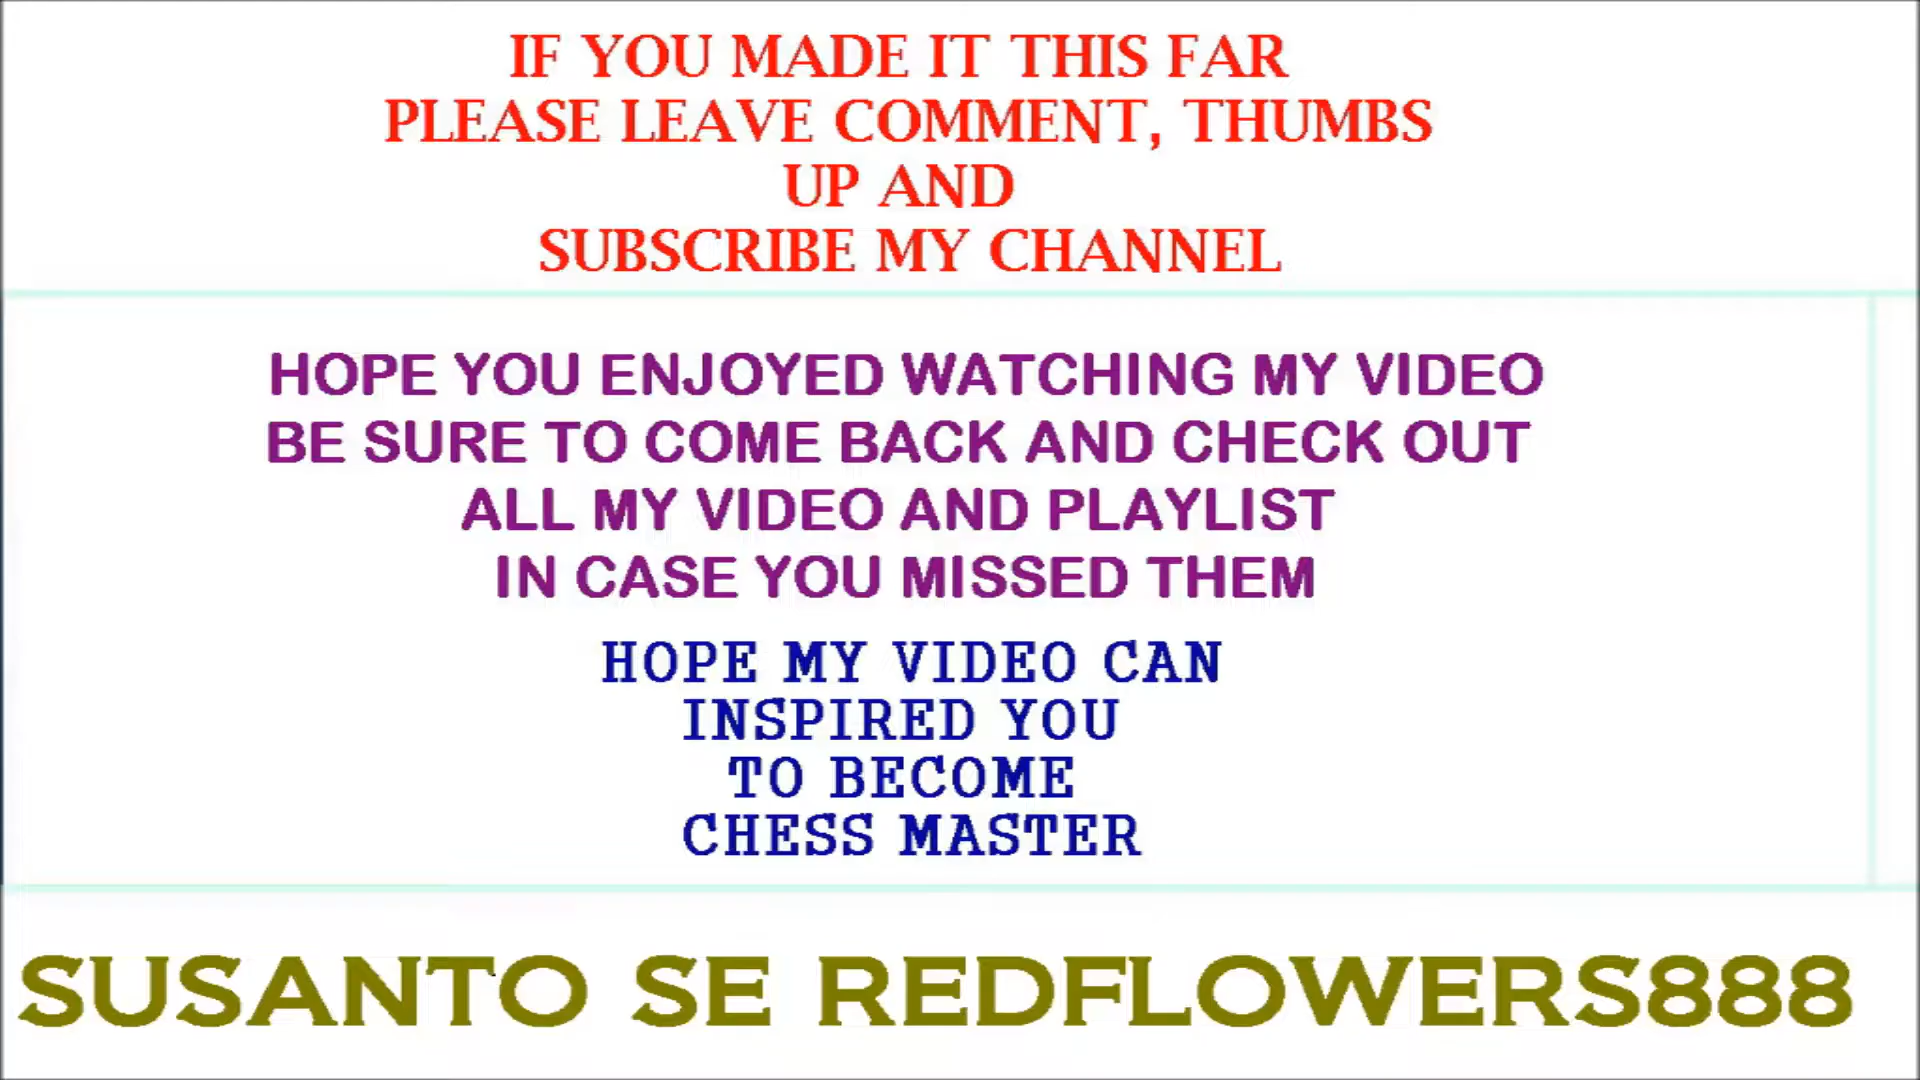 IF YOU MADE IT THIS FAR
PLEASE LEAVE COMMENT, THUMBS
UP AND
SUBSCRIBE MY CHANNEL
HOPE YOU ENJOYED WATCHING MY VIDEO
BE SURE TO COME BACK AND CHECK OUT
ALL MY VIDEO AND PLAYLIST
IN CASE YOU MISSED THEM
HOPE MY VIDEO CAN
INSPIRED YOU
TO BECOME
CHESS MASTER
SUSANTO SE REDFLOWERS888